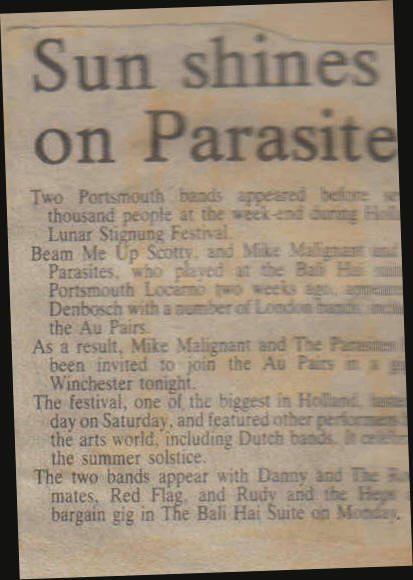 Sun shines
on Parasite
Two Portsmouth bands appeared before
thousand people at the week-end during
Lunar Stignung Festival.
Beam Me Up Scotty, and Mike Malignant and
Parasites, who played at the Bali Hai
Portsmouth Locarno two weeks ago,
Denbosch with a number of London bands,
the Au Pairs.
As a result, Mike Malignant and The Parasites
been invited to join the Au Pairs in a
Winchester tonight.
The festival, one of the biggest in Holland,
day on Saturday, and featured other performers
the arts world, including Dutch bands. It
the summer solstice.
The two bands appear with Danny and The
mates, Red Flag, and Rudy and the
bargain gig in The Bali Hai Suite on Monday.